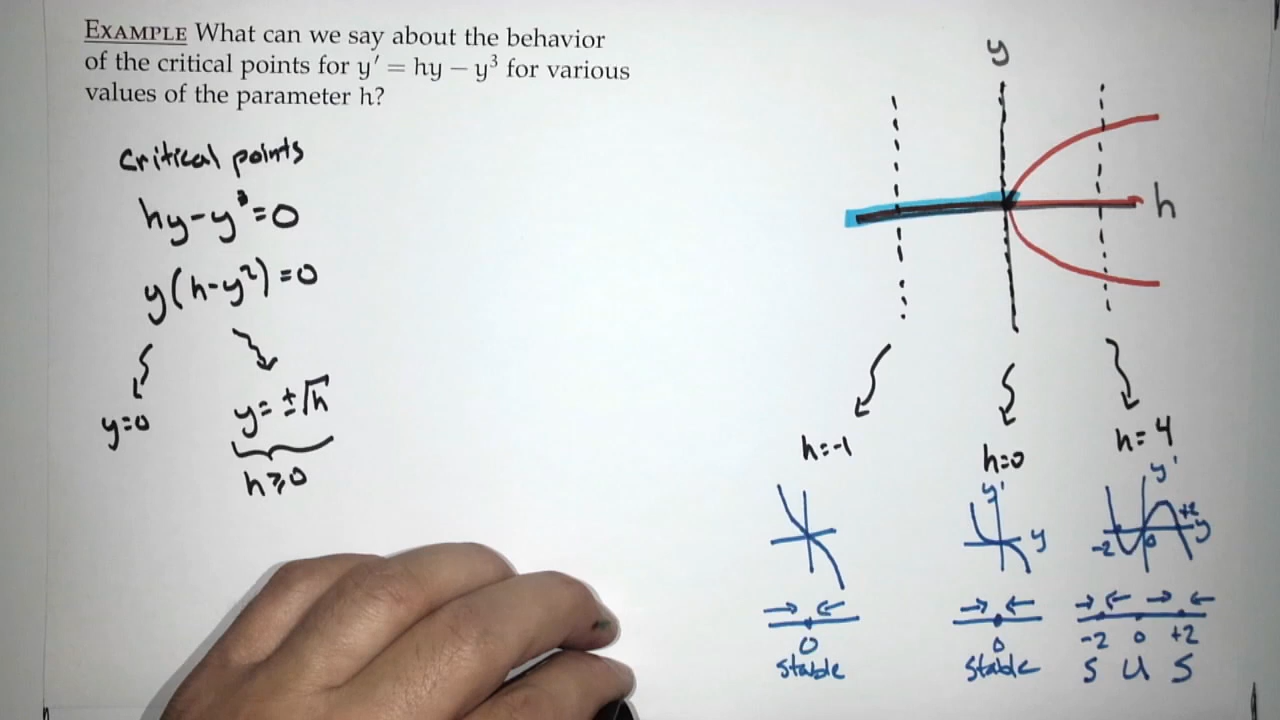 EXAMPLE What can we say about the behavior
of the critical points for y′ = hy − y³ for various
values of the parameter h?
critical points
hy-y³=0
y(h-y²)=0
y=0
y=±√h
h≥0
y
h
h=-1
h=0
h=4
y'
y
y'
y
-2
0
+2
0
stable
0
stable
-2 0 +2
S U S